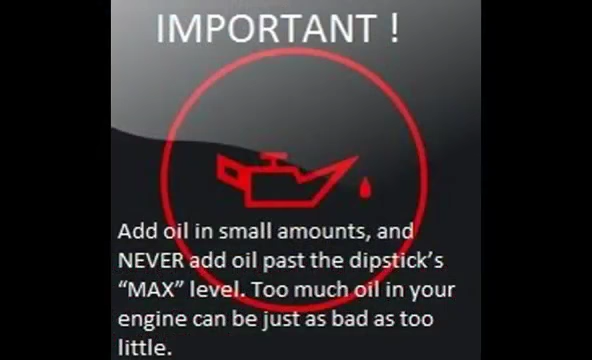 IMPORTANT !
Add oil in small amounts, and
NEVER add oil past the dipstick's
“MAX” level. Too much oil in your
engine can be just as bad as too
little.